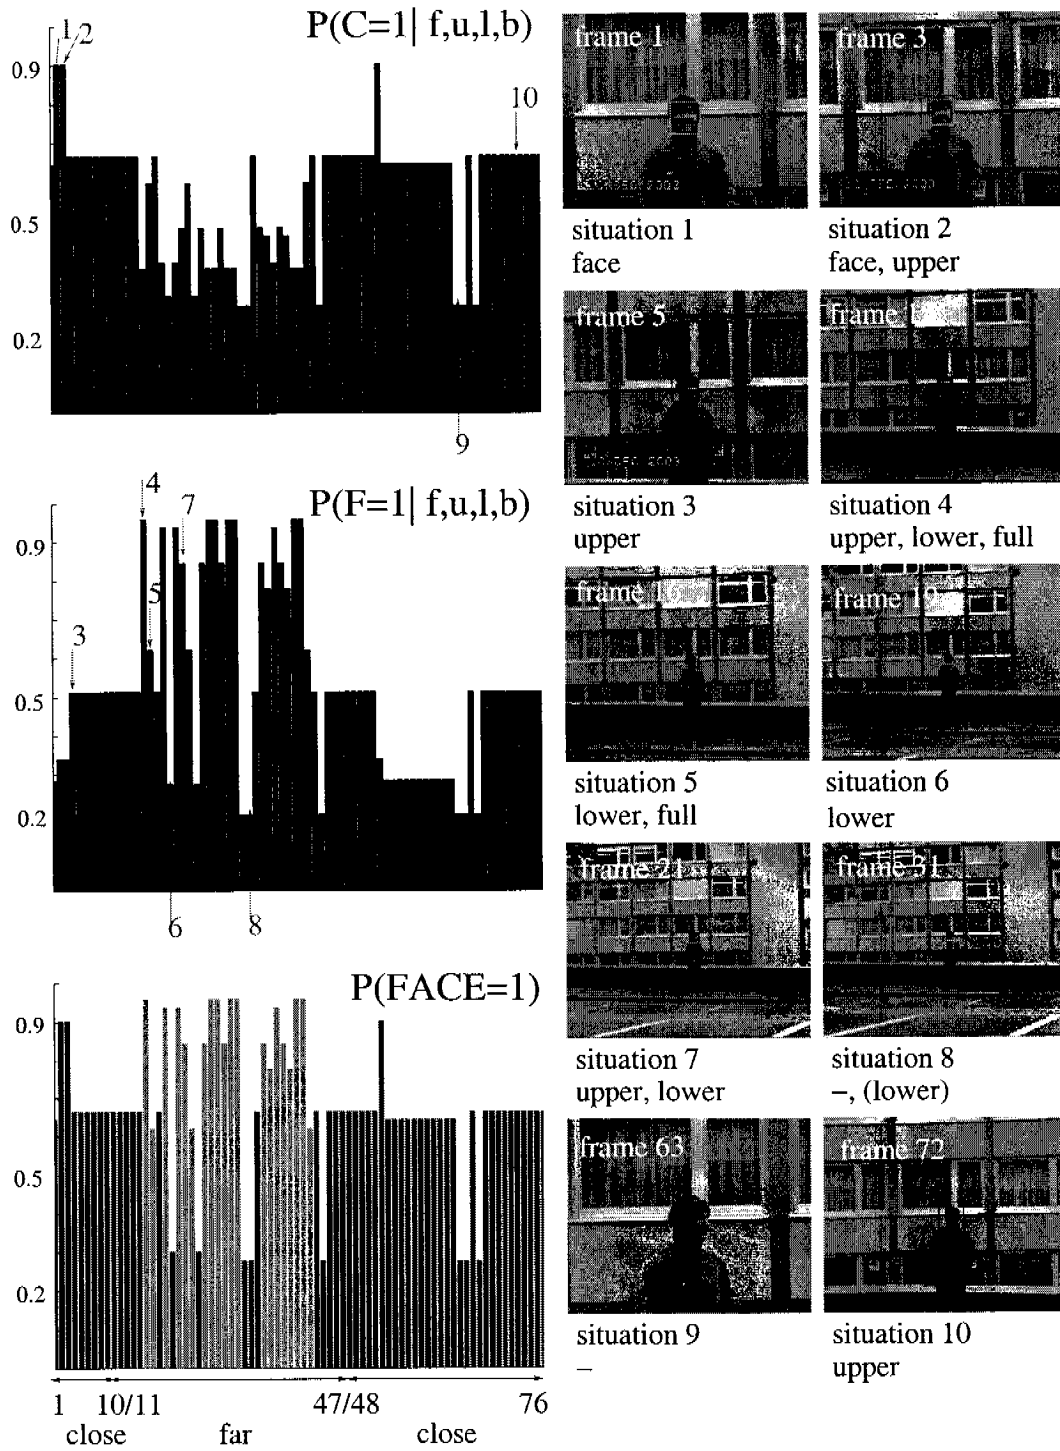 P(C=1| f,u,l,b)
1
2
0.9
10
0.5
0.2
9
P(F=1| f,u,l,b)
4
7
0.9
5
3
0.5
0.2
6
8
P(FACE=1)
0.9
0.5
0.2
1 10/11 47/48 76
close far close
frame 1
situation 1
face
frame 3
situation 2
face, upper
frame 5
DEC 2003
situation 3
upper
frame
situation 4
upper, lower, full
frame 16
situation 5
lower, full
frame 19
situation 6
lower
frame 21
situation 7
upper, lower
frame 31
situation 8
–, (lower)
frame 63
situation 9
–
frame 72
situation 10
upper